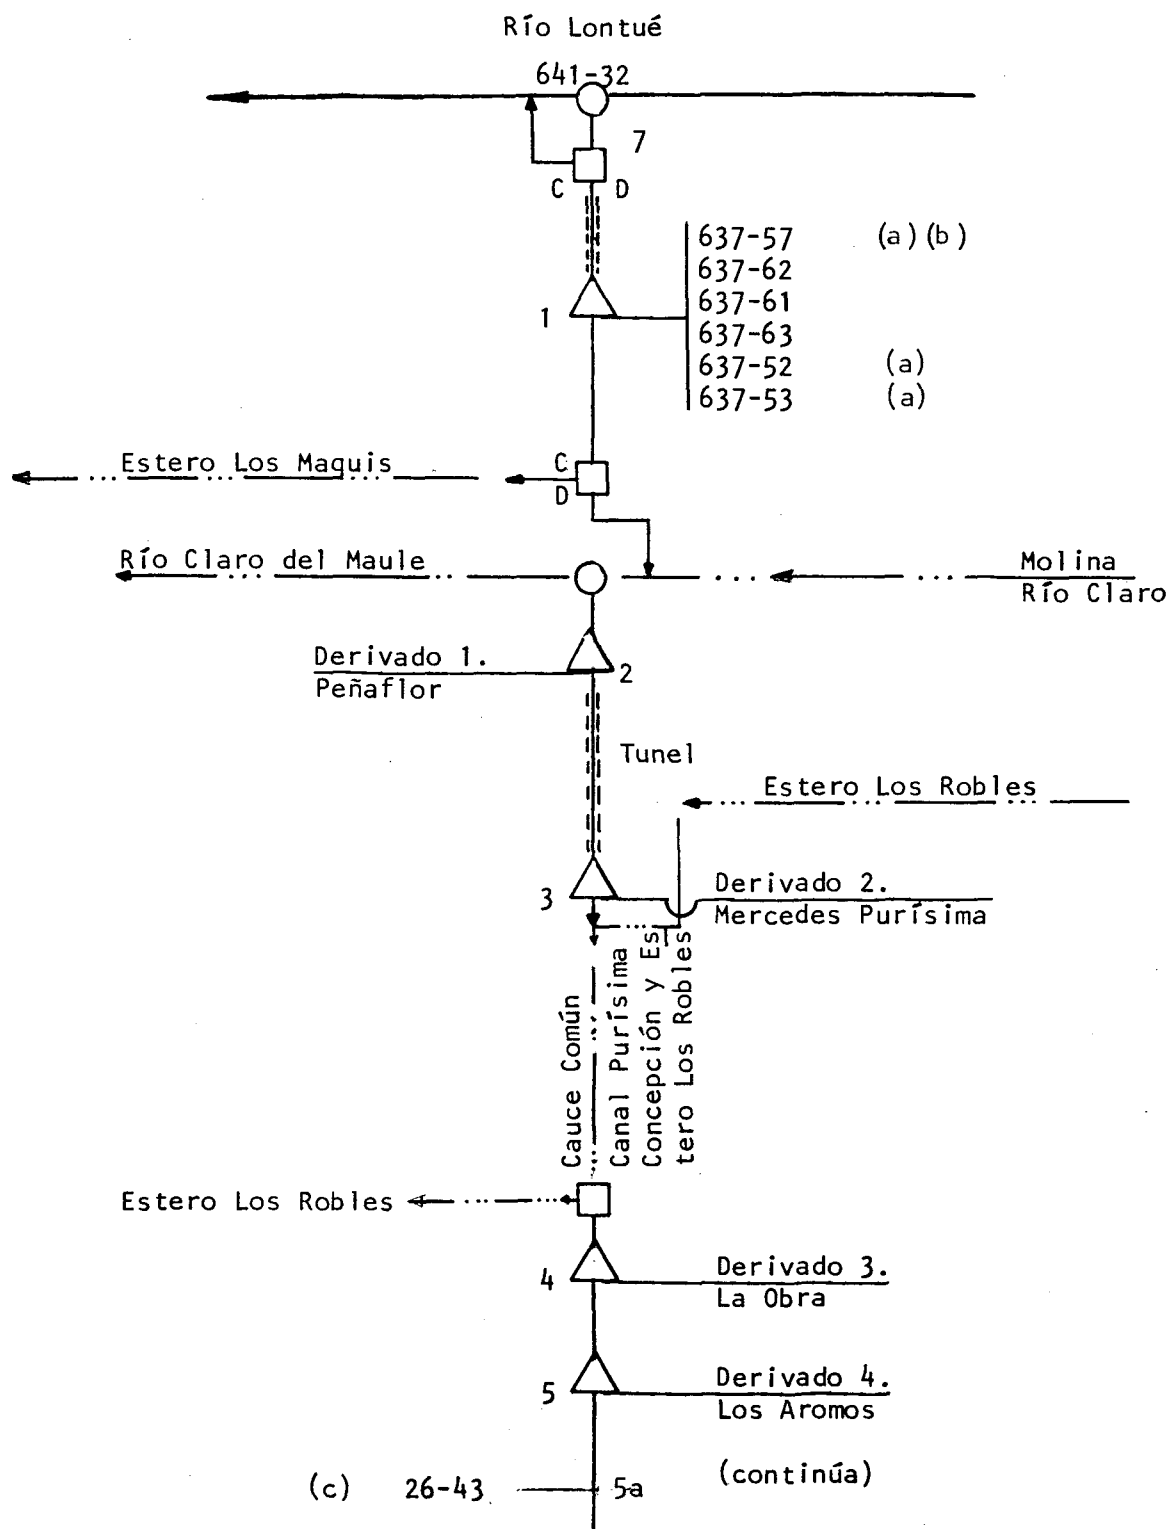 Río Lontué
641-32
7
C D
637-57 (a)(b)
637-62
637-61
1
637-63
637-52 (a)
637-53 (a)
Estero Los Maquis
C
D
Río Claro del Maule
Molina
Río Claro
Derivado 1.
Peñaflor
2
Tunel
Estero Los Robles
3
Derivado 2.
Mercedes Purísima
Cauce Común
Canal Purísima
Concepción y Es
tero Los Robles
Estero Los Robles
4
Derivado 3.
La Obra
5
Derivado 4.
Los Aromos
(continúa)
(c) 26-43 5a